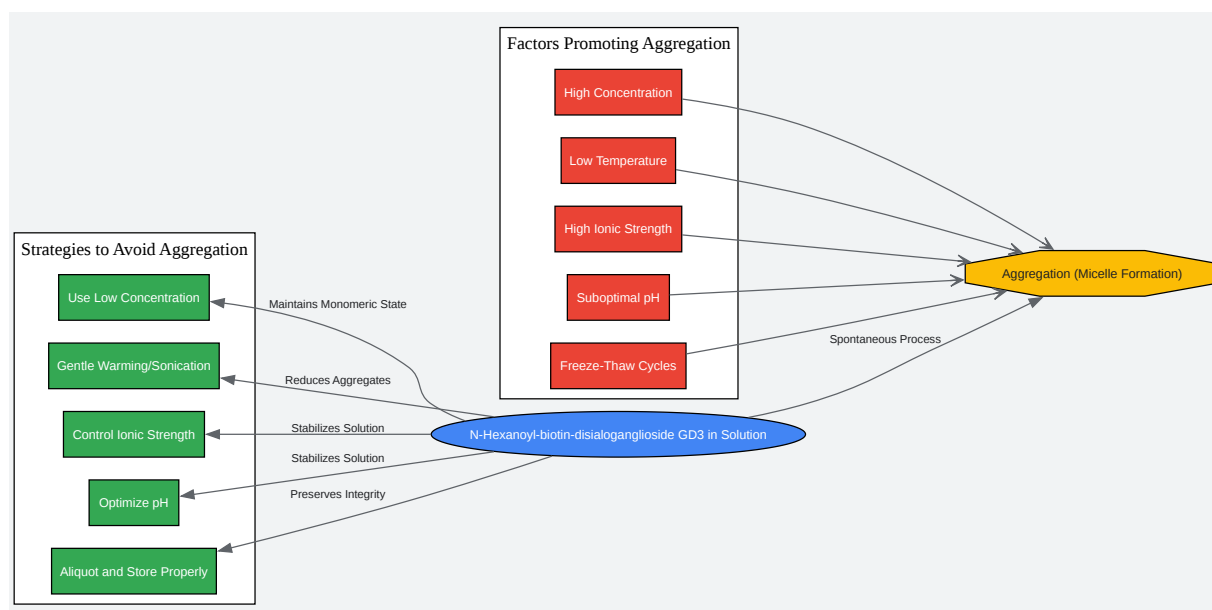 Factors Promoting Aggregation
High Concentration
Low Temperature
High Ionic Strength
Suboptimal pH
Freeze-Thaw Cycles
Aggregation (Micelle Formation)
Spontaneous Process
Strategies to Avoid Aggregation
Use Low Concentration
Gentle Warming/Sonication
Control Ionic Strength
Optimize pH
Aliquot and Store Properly
Maintains Monomeric State
Reduces Aggregates
Stabilizes Solution
Stabilizes Solution
Preserves Integrity
N-Hexanoyl-biotin-disialoganglioside GD3 in Solution